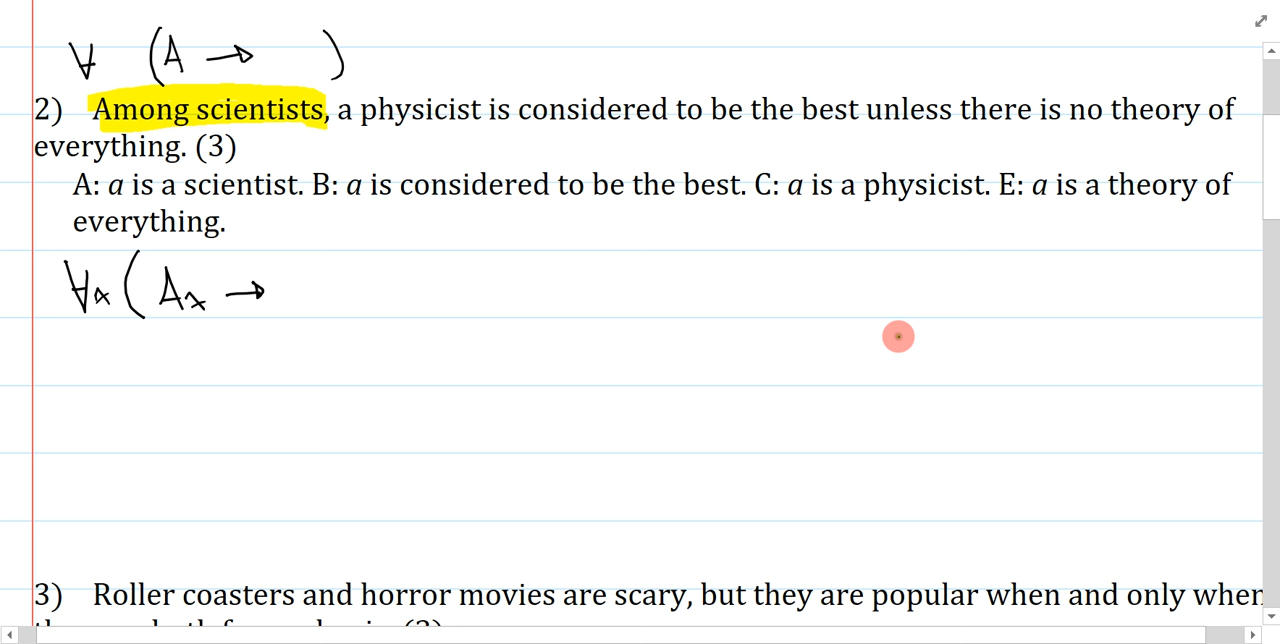 ∀ (A → )
2) Among scientists, a physicist is considered to be the best unless there is no theory of
everything. (3)
A: a is a scientist. B: a is considered to be the best. C: a is a physicist. E: a is a theory of
everything.
∀x ( Ax →
3) Roller coasters and horror movies are scary, but they are popular when and only when